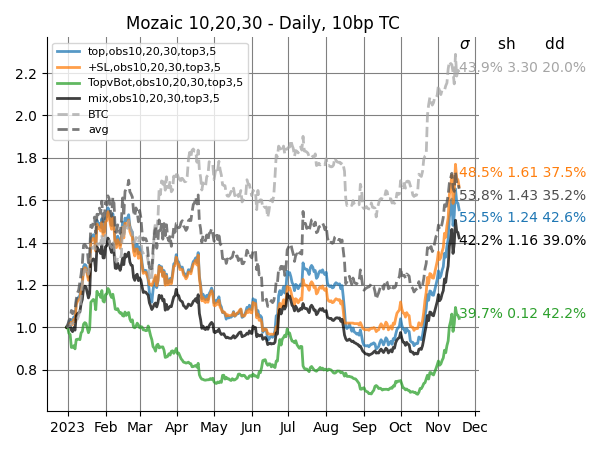 Mozaic 10,20,30 - Daily, 10bp TC
σ sh dd
top,obs10,20,30,top3,5
+SL,obs10,20,30,top3,5
TopvBot,obs10,20,30,top3,5
mix,obs10,20,30,top3,5
BTC
avg
43.9% 3.30 20.0%
48.5% 1.61 37.5%
53.8% 1.43 35.2%
52.5% 1.24 42.6%
42.2% 1.16 39.0%
39.7% 0.12 42.2%
2.2
2.0
1.8
1.6
1.4
1.2
1.0
0.8
2023 Feb Mar Apr May Jun Jul Aug Sep Oct Nov Dec